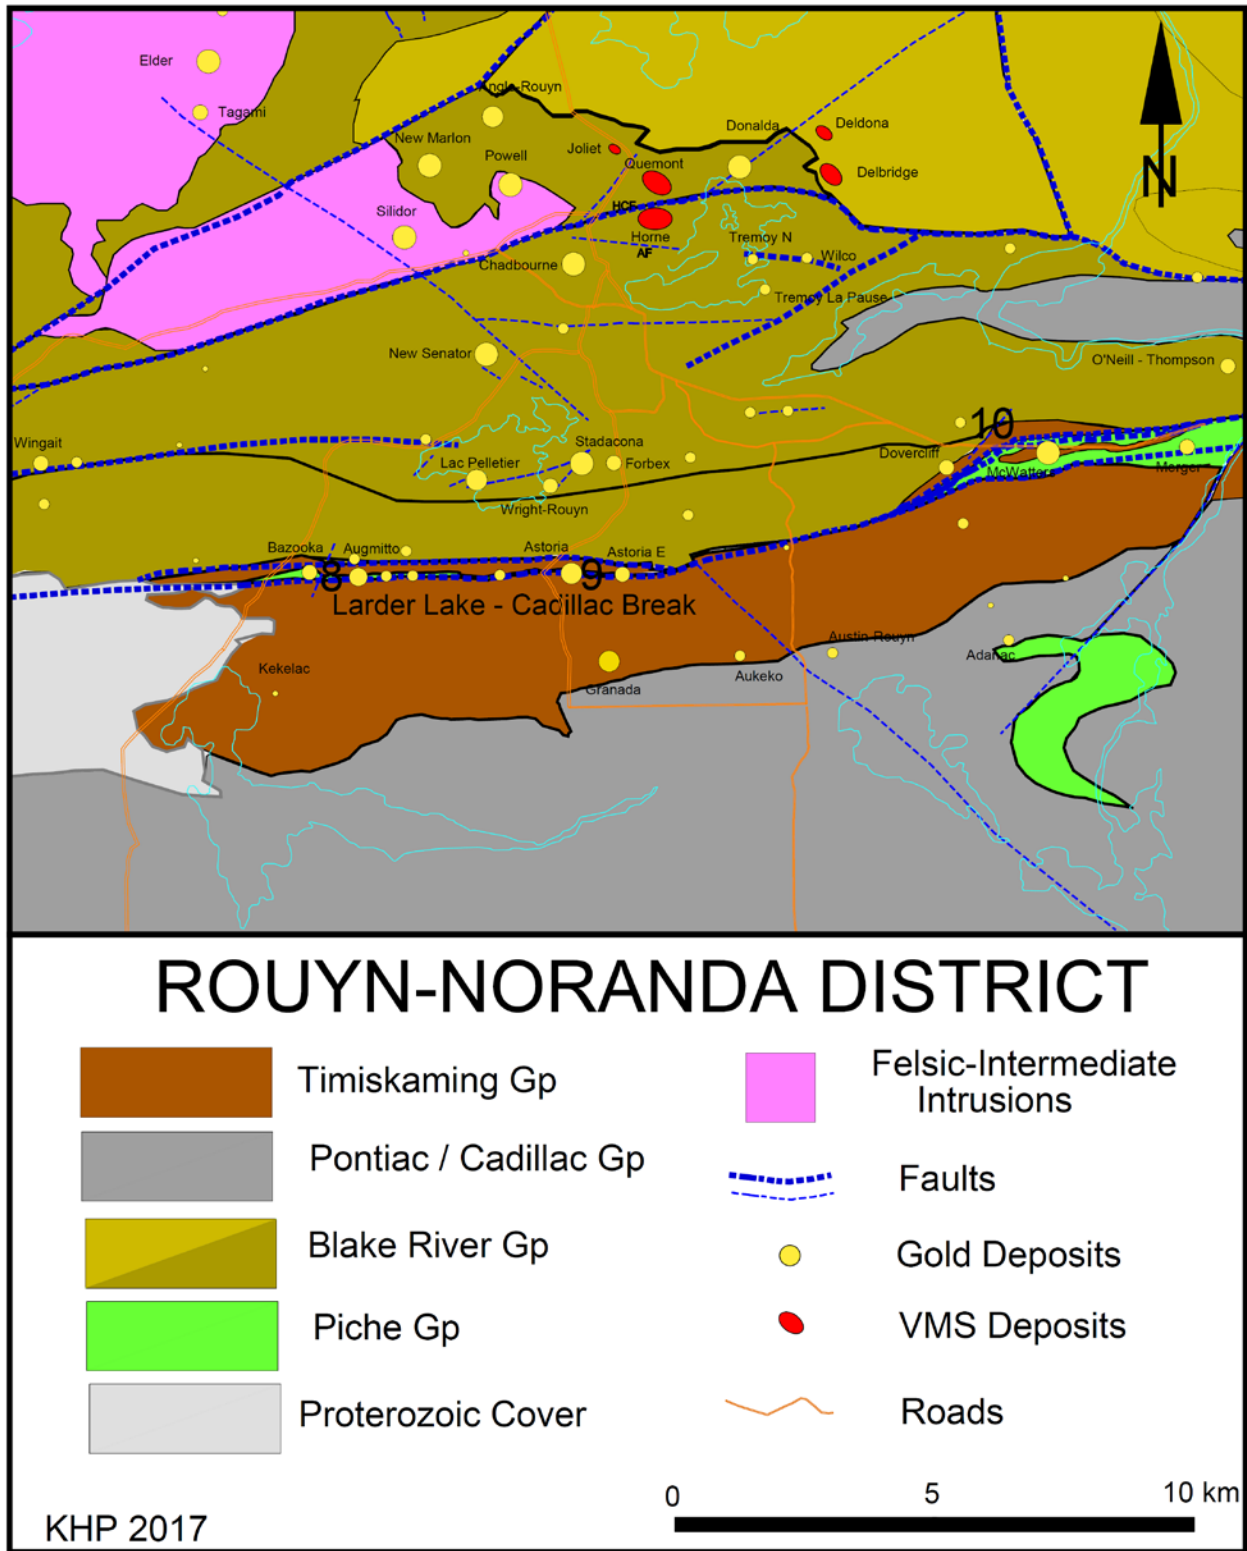 Elder
Tagami
Anglo-Rouyn
New Marlon
Powell
Joliet
Quemont
Donalda
Deldona
Delbridge
N
Silidor
HCF
Horne
AF
Chadbourne
Tremoy N
Wilco
Tremoy La Pause
New Senator
O'Neill - Thompson
10
Wingait
Lac Pelletier
Stadacona
Forbex
Dovercliff
McWatters
Merger
Wright-Rouyn
Bazooka
Augmitto
Astoria
Astoria E
8
9
Larder Lake - Cadillac Break
Kekelac
Granada
Aukeko
Austin-Rouyn
Adanac
ROUYN-NORANDA DISTRICT
Timiskaming Gp
Pontiac / Cadillac Gp
Blake River Gp
Piche Gp
Proterozoic Cover
Felsic-Intermediate
Intrusions
Faults
Gold Deposits
VMS Deposits
Roads
0 5 10 km
KHP 2017